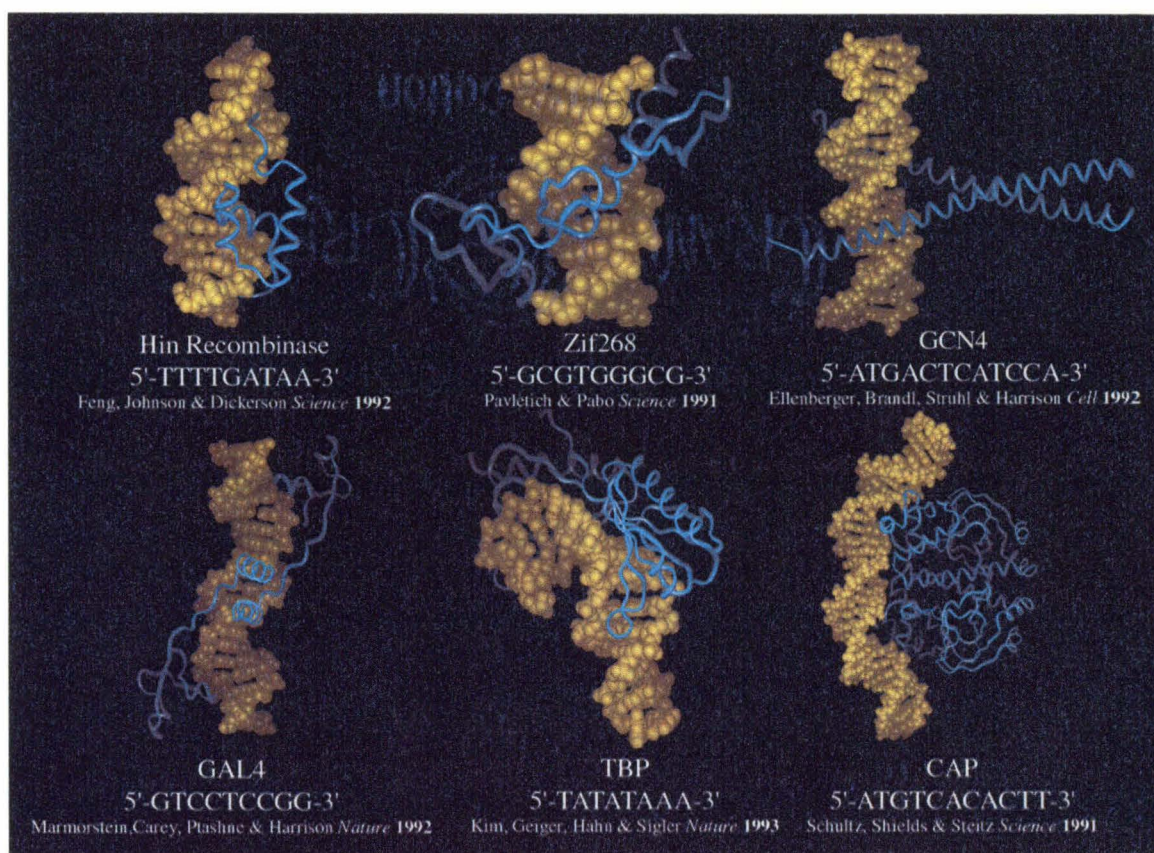 Hin Recombinase
5'-TTTTGATAA-3'
Feng, Johnson & Dickerson Science 1992
Zif268
5'-GCGTGGGCG-3'
Pavletich & Pabo Science 1991
GCN4
5'-ATGACTCATCCA-3'
Ellenberger, Brandl, Struhl & Harrison Cell 1992
GAL4
5'-GTCCTCCGG-3'
Marmorstein,Carey, Ptashne & Harrison Nature 1992
TBP
5'-TATATAAA-3'
Kim, Geiger, Hahn & Sigler Nature 1993
CAP
5'-ATGTCACACTT-3'
Schultz, Shields & Steitz Science 1991